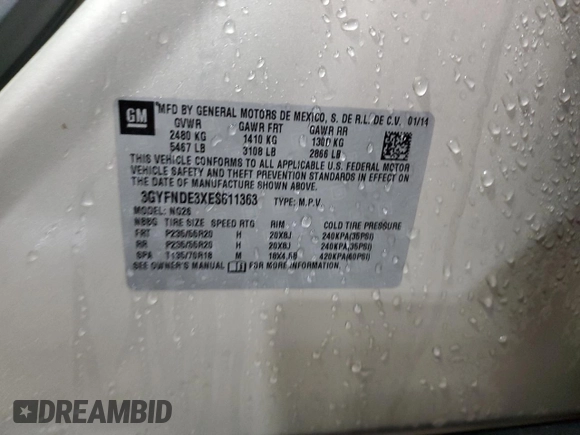 GM
MFD BY GENERAL MOTORS DE MEXICO, S. DE R.L. DE C.V. 01/14
GVWR GAWR FRT GAWR RR
2480 KG 1410 KG 1300 KG
5467 LB 3108 LB 2866 LB
THIS VEHICLE CONFORMS TO ALL APPLICABLE U.S. FEDERAL MOTOR
VEHICLE SAFETY AND THEFT PREVENTION STANDARDS IN EFFECT
ON THE DATE OF MANUFACTURE SHOWN ABOVE.
3GYFNDE3XES611363 TYPE: M.P.V.
MODEL: NG26
TIRE SIZE SPEED RTG RIM COLD TIRE PRESSURE
FRT P235/55R20 H 20X8J 240KPA(35PSI)
RR P235/55R20 H 20X8J 240KPA(35PSI)
SPA T135/70R18 M 18X4.5B 420KPA(60PSI)
SEE OWNER'S MANUAL FOR MORE INFORMATION.
DREAMBID